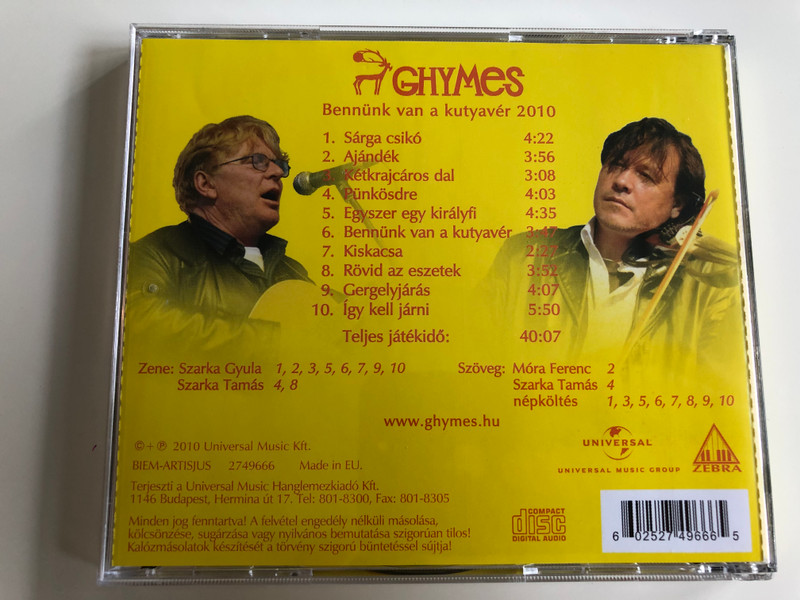 GHYMES
Bennünk van a kutyavér 2010
1. Sárga csikó 4:22
2. Ajándék 3:56
3. Kétkrajcáros dal 3:08
4. Pünkösdre 4:03
5. Egyszer egy királyfi 4:35
6. Bennünk van a kutyavér 3:47
7. Kiskacsa 2:27
8. Rövid az eszetek 3:52
9. Gergelyjárás 4:07
10. Így kell járni 5:50
Teljes játékidő: 40:07
Zene: Szarka Gyula 1, 2, 3, 5, 6, 7, 9, 10
Szarka Tamás 4, 8
Szöveg: Móra Ferenc 2
Szarka Tamás 4
népköltés 1, 3, 5, 6, 7, 8, 9, 10
www.ghymes.hu
©+℗ 2010 Universal Music Kft.
BIEM-ARTISJUS 2749666 Made in EU.
Terjeszti a Universal Music Hanglemezkiadó Kft.
1146 Budapest, Hermina út 17. Tel: 801-8300, Fax: 801-8305
Minden jog fenntartva! A felvétel engedély nélküli másolása,
kölcsönzése, sugárzása vagy nyilvános bemutatása szigorúan tilos!
Kalózmásolatok készítését a törvény szigorú büntetéssel sújtja!
UNIVERSAL
UNIVERSAL MUSIC GROUP
ZEBRA
COMPACT
disc
DIGITAL AUDIO
6 02527 49666 5